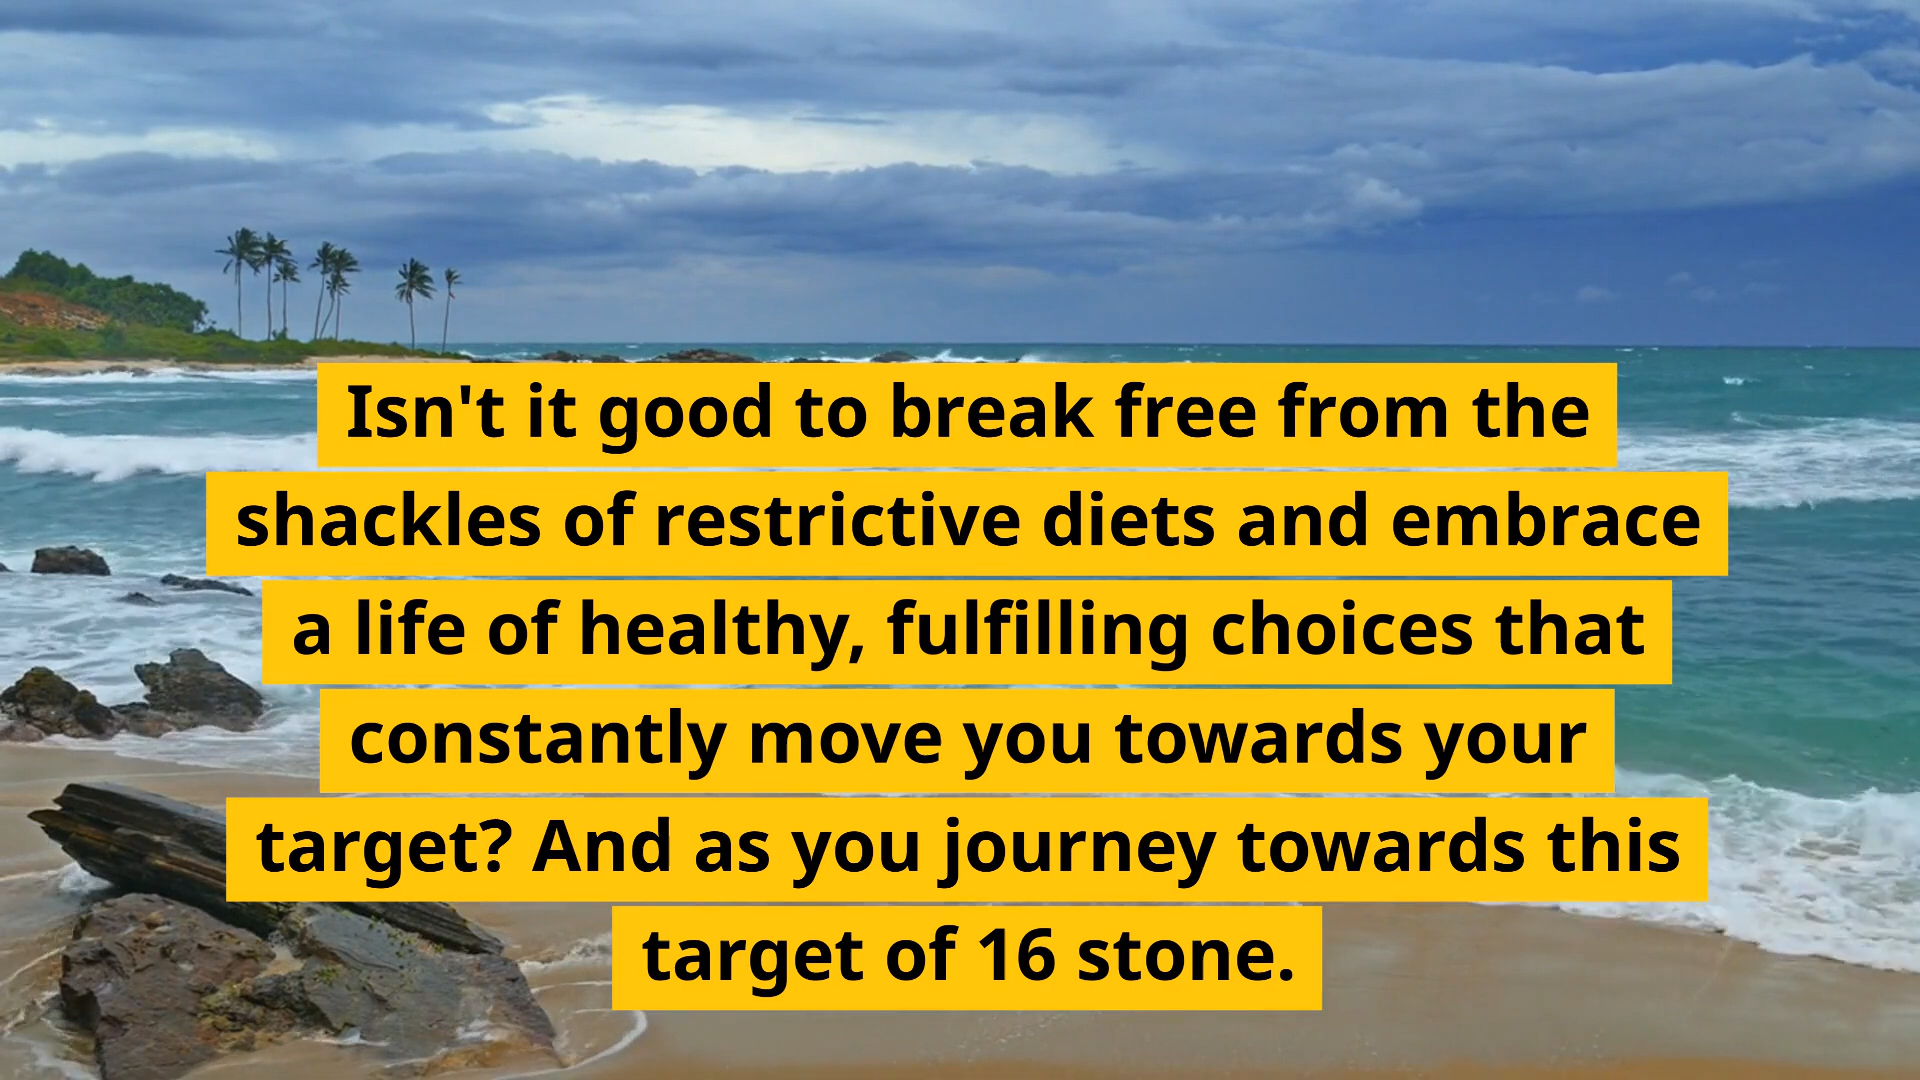 Isn't it good to break free from the
shackles of restrictive diets and embrace
a life of healthy, fulfilling choices that
constantly move you towards your
target? And as you journey towards this
target of 16 stone.